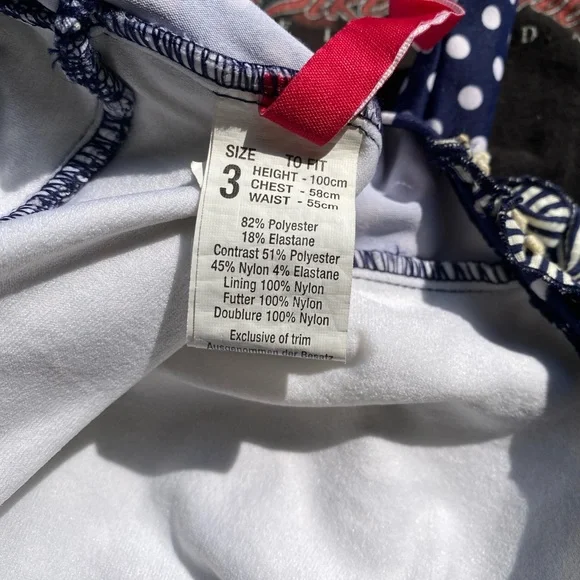 SIZE TO FIT
3 HEIGHT - 100cm
CHEST - 58cm
WAIST - 55cm
82% Polyester
18% Elastane
Contrast 51% Polyester
45% Nylon 4% Elastane
Lining 100% Nylon
Futter 100% Nylon
Doublure 100% Nylon
Exclusive of trim
Ausgenommen der Besatz